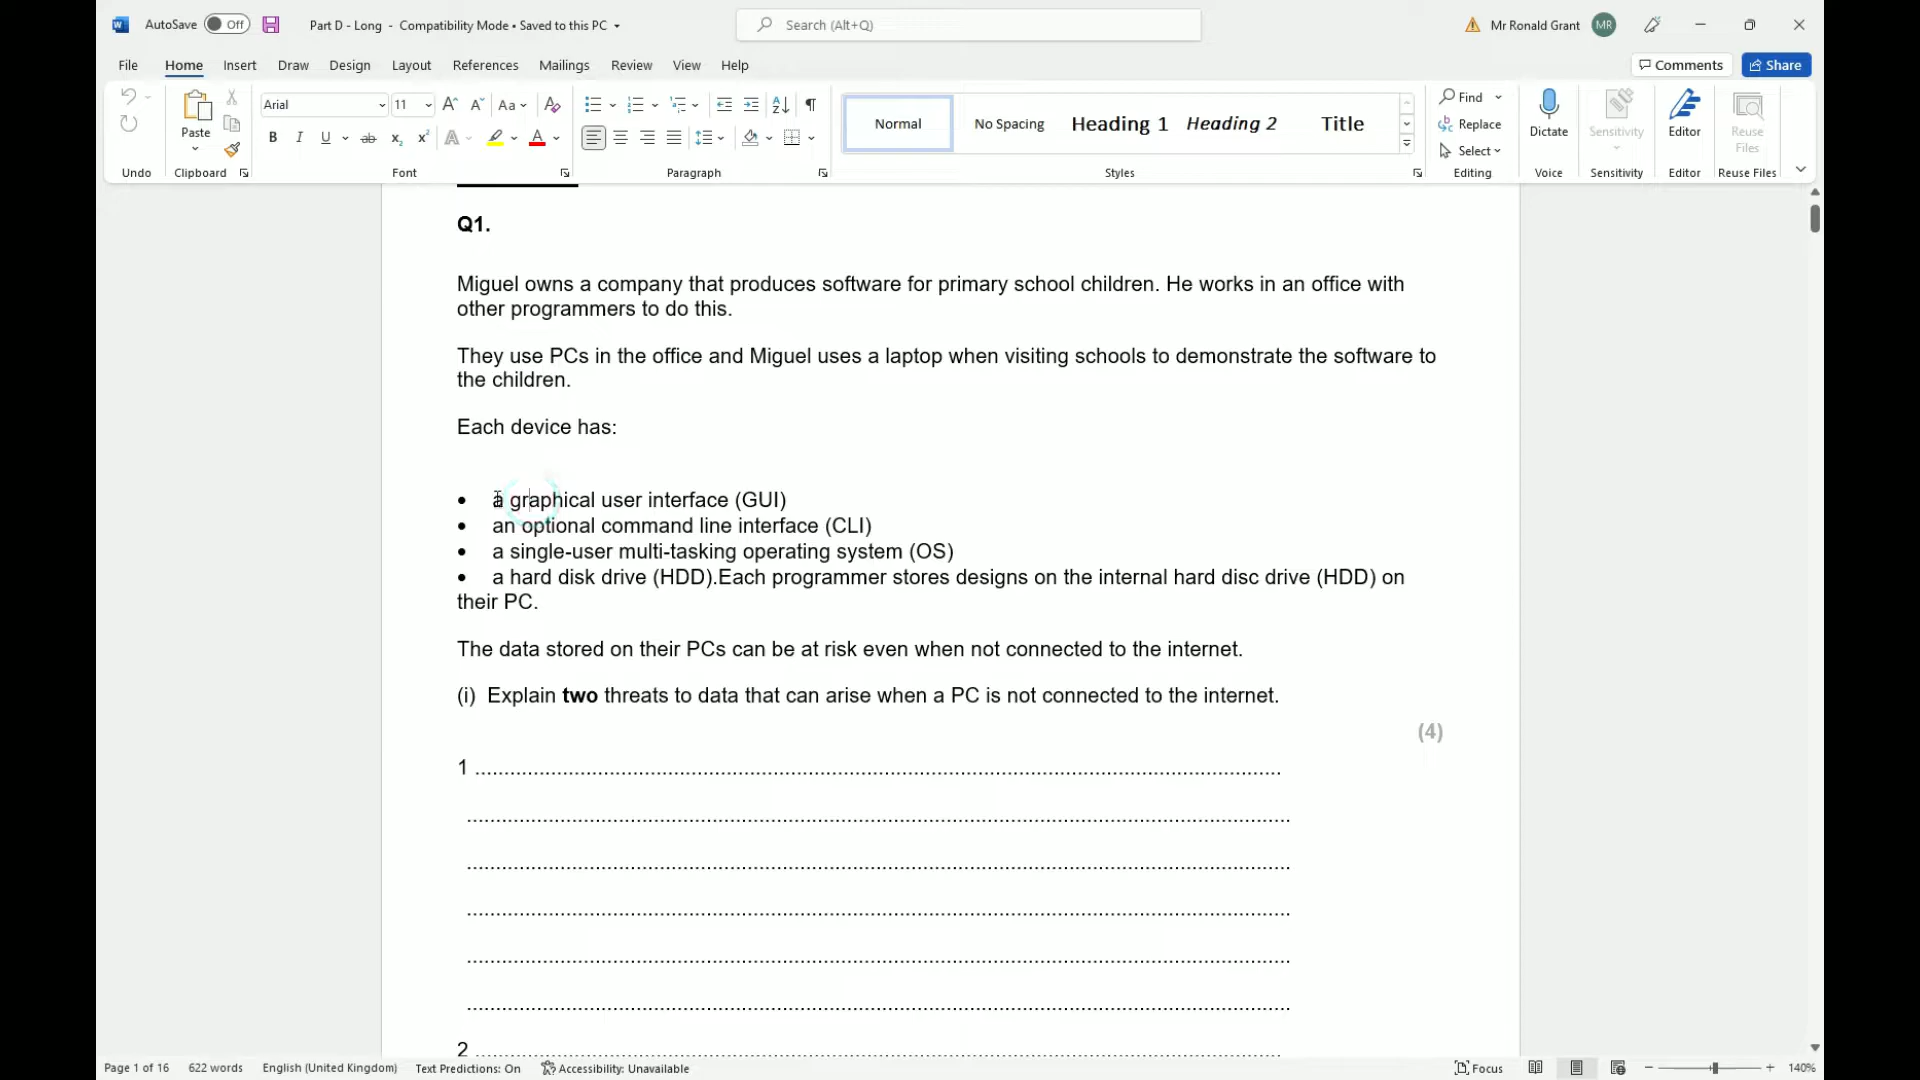 AutoSave Off Part D - Long - Compatibility Mode • Saved to this PC Search (Alt+Q) Mr Ronald Grant MR
File Home Insert Draw Design Layout References Mailings Review View Help Comments Share
Arial 11 Aa Normal No Spacing Heading 1 Heading 2 Title Find
Paste Replace Dictate Sensitivity Editor Reuse Files
B I U ab x₂ x² A A Select
Undo Clipboard Font Paragraph Styles Editing Voice Sensitivity Editor Reuse Files
Q1.
Miguel owns a company that produces software for primary school children. He works in an office with
other programmers to do this.
They use PCs in the office and Miguel uses a laptop when visiting schools to demonstrate the software to
the children.
Each device has:
• a graphical user interface (GUI)
• an optional command line interface (CLI)
• a single-user multi-tasking operating system (OS)
• a hard disk drive (HDD).Each programmer stores designs on the internal hard disc drive (HDD) on
their PC.
The data stored on their PCs can be at risk even when not connected to the internet.
(i) Explain two threats to data that can arise when a PC is not connected to the internet.
(4)
1 ....................................................................................................
....................................................................................................
....................................................................................................
....................................................................................................
....................................................................................................
....................................................................................................
2 ....................................................................................................
Page 1 of 16 622 words English (United Kingdom) Text Predictions: On Accessibility: Unavailable Focus 140%